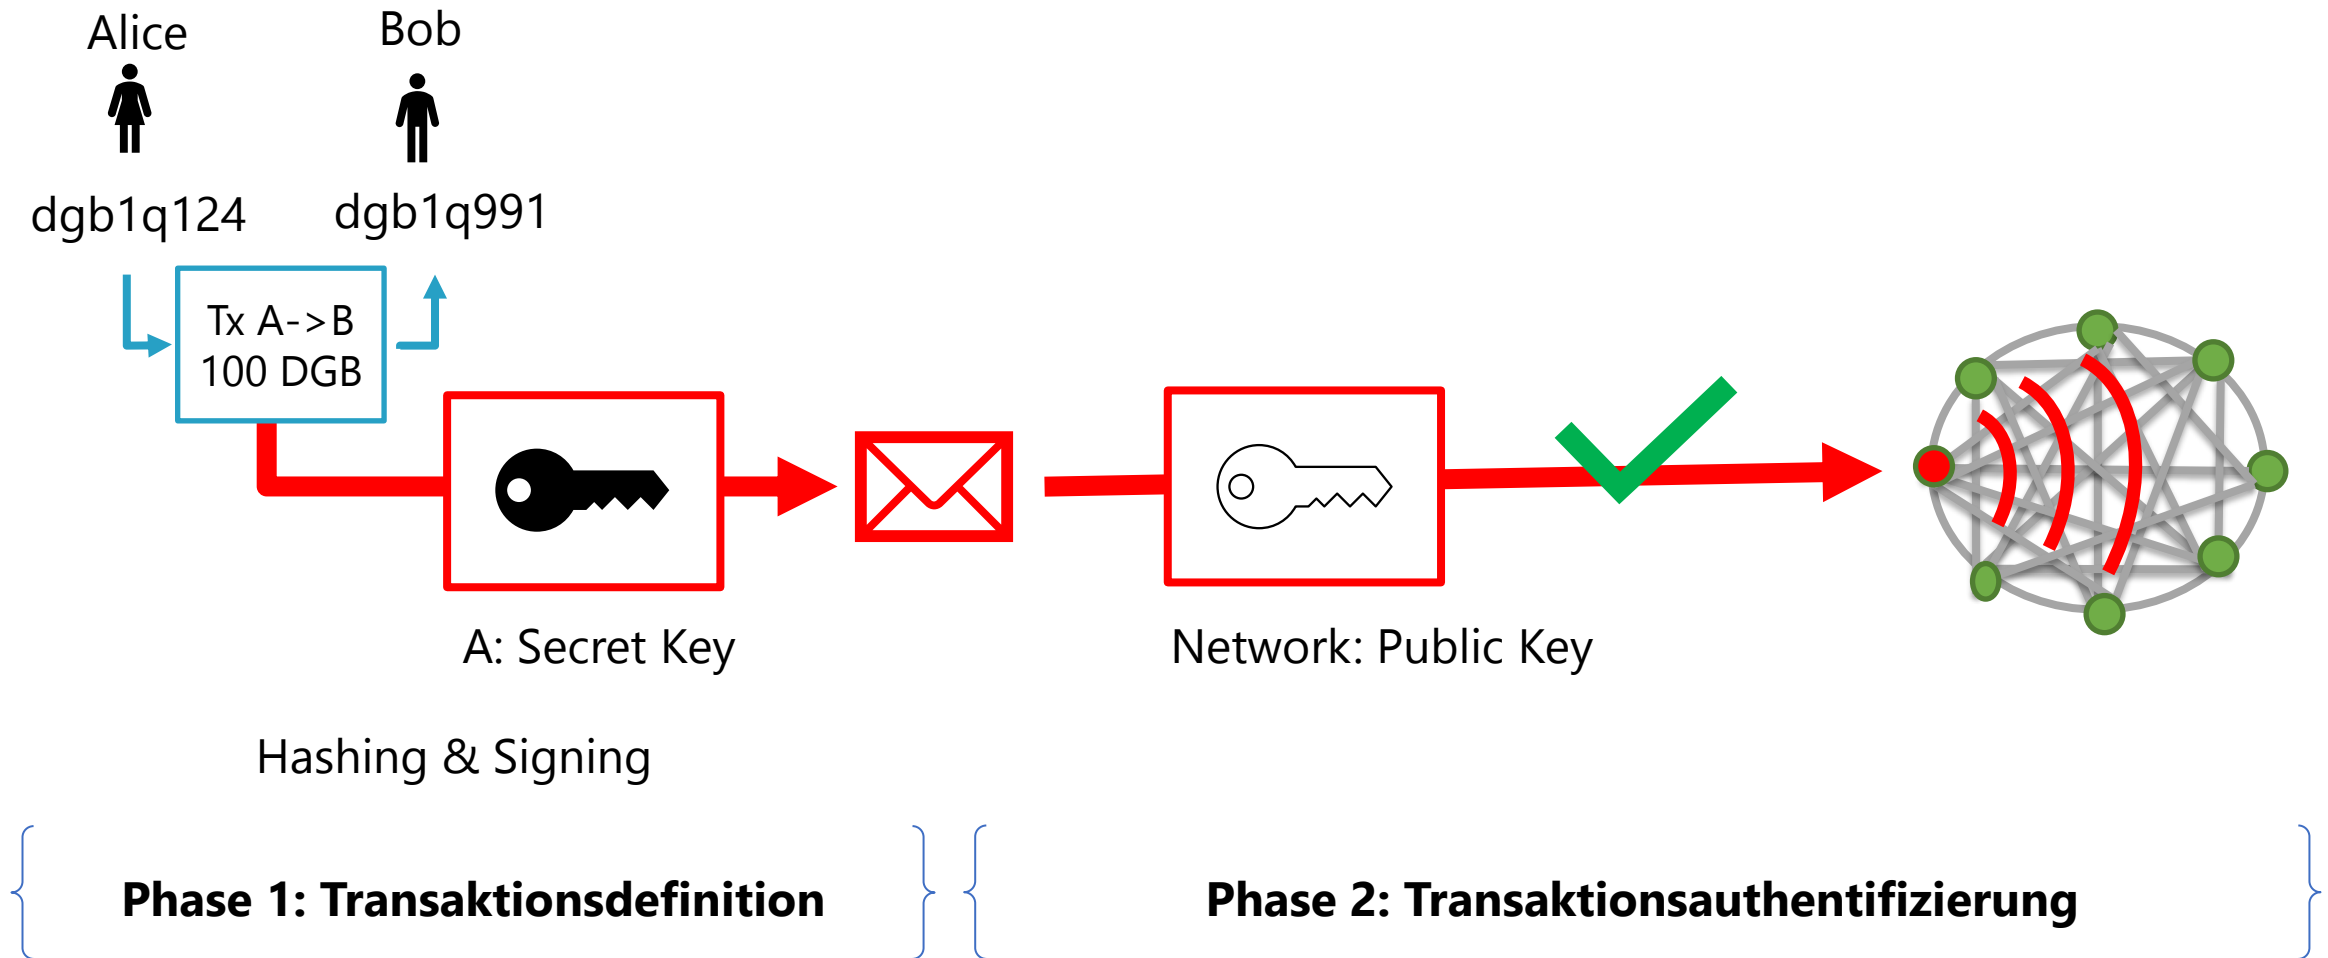 Alice
Bob
dgb1q124
dgb1q991
Tx A->B
100 DGB
A: Secret Key
Network: Public Key
Hashing & Signing
Phase 1: Transaktionsdefinition
Phase 2: Transaktionsauthentifizierung